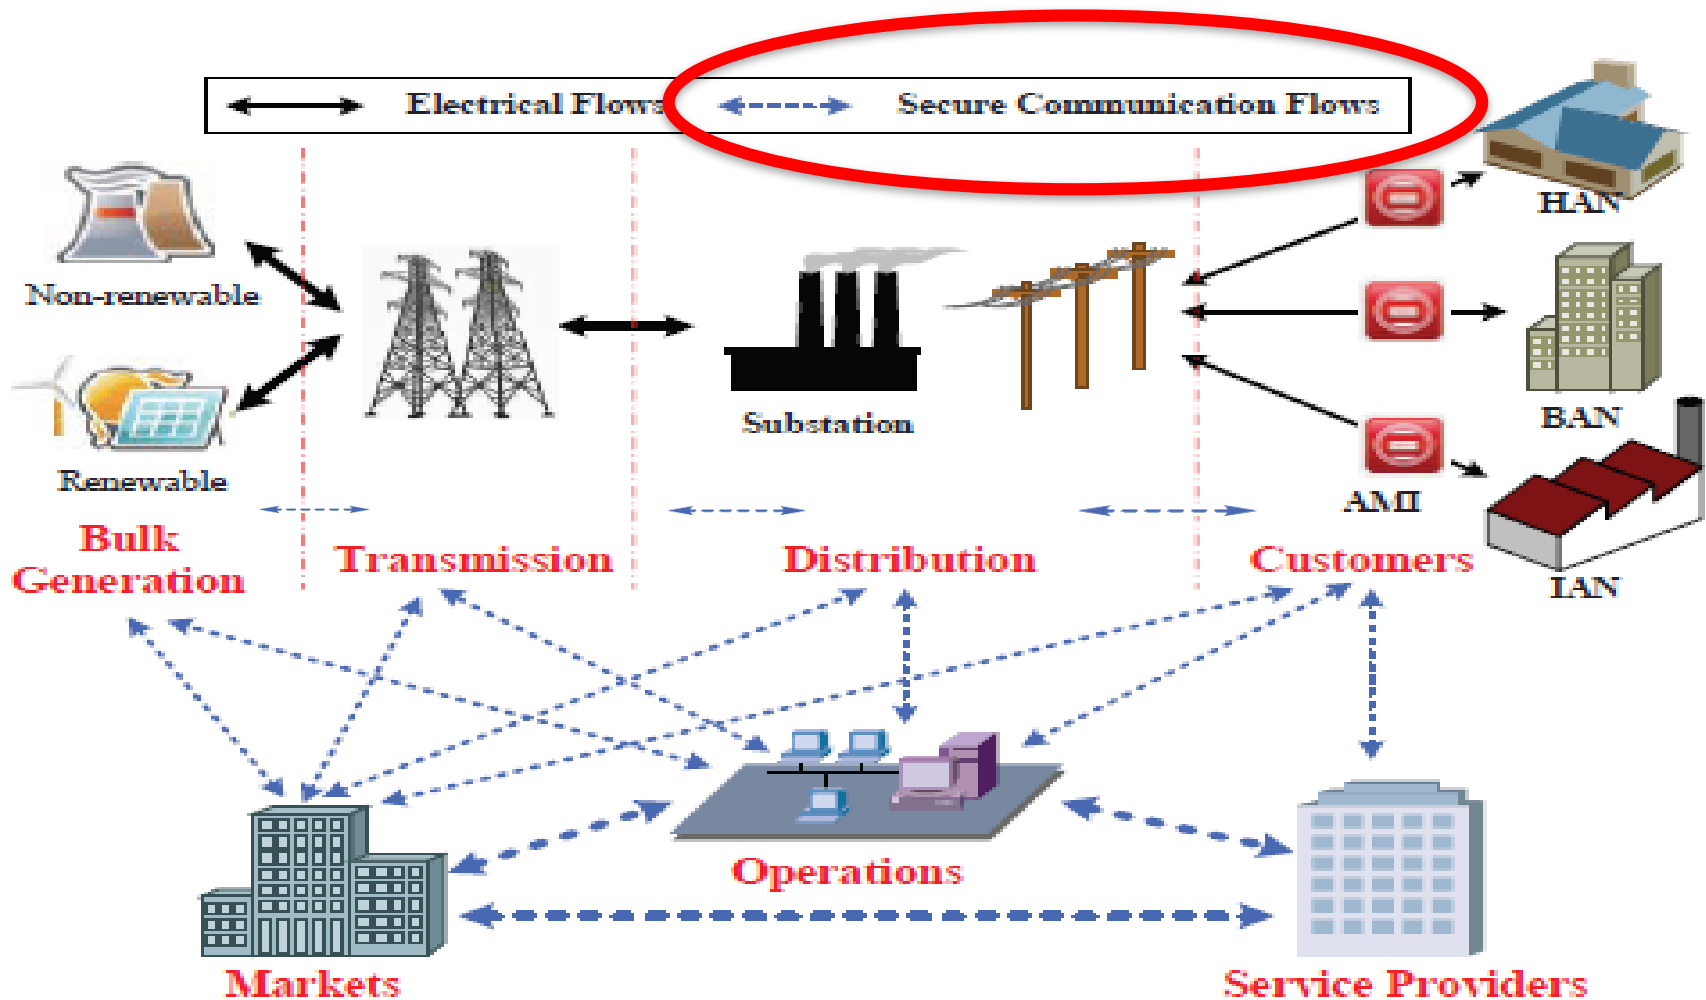 Electrical Flows Secure Communication Flows
HAN
Non-renewable
BAN
Substation
Renewable
AMI
Bulk
Generation
Transmission
Distribution
Customers
IAN
Operations
Markets
Service Providers